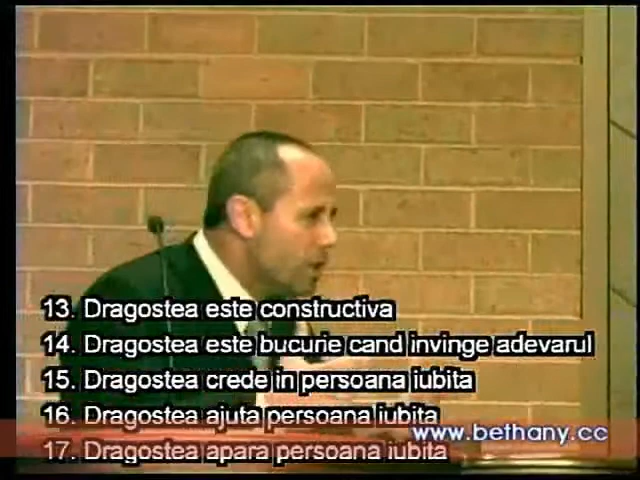 13. Dragostea este constructiva
14. Dragostea este bucurie cand invinge adevarul
15. Dragostea crede in persoana iubita
16. Dragostea ajuta persoana iubita
www.bethany.cc
17. Dragostea apara persoana iubita